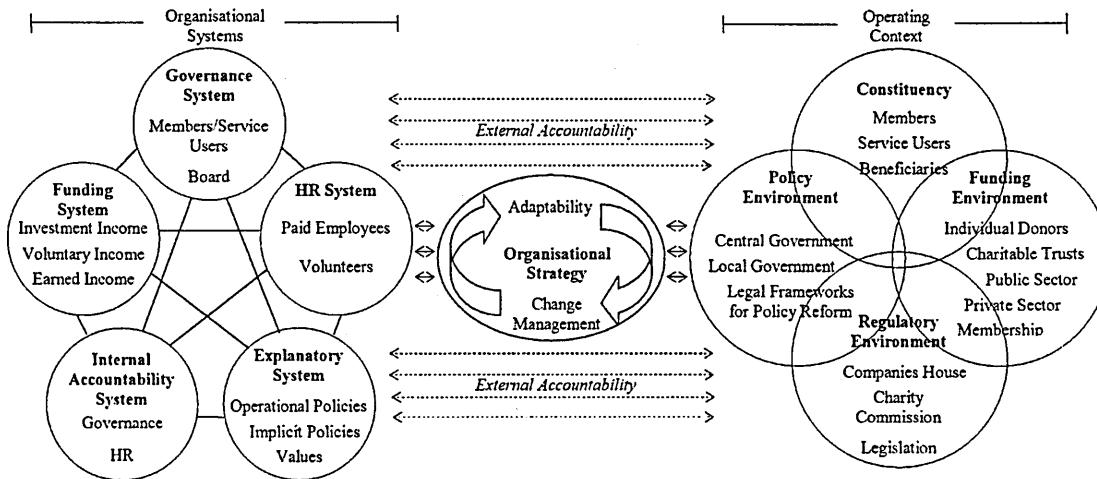 Organisational
Systems
Governance
System
Members/Service
Users
Board
Funding
System
Investment Income
Voluntary Income
Earned Income
HR System
Paid Employees
Volunteers
Internal
Accountability
System
Governance
HR
Explanatory
System
Operational Policies
Implicit Policies
Values
External Accountability
Adaptability
Organisational
Strategy
Change
Management
External Accountability
Operating
Context
Constituency
Members
Service Users
Beneficiaries
Policy
Environment
Central Government
Local Government
Legal Frameworks
for Policy Reform
Funding
Environment
Individual Donors
Charitable Trusts
Public Sector
Private Sector
Membership
Regulatory
Environment
Companies House
Charity
Commission
Legislation